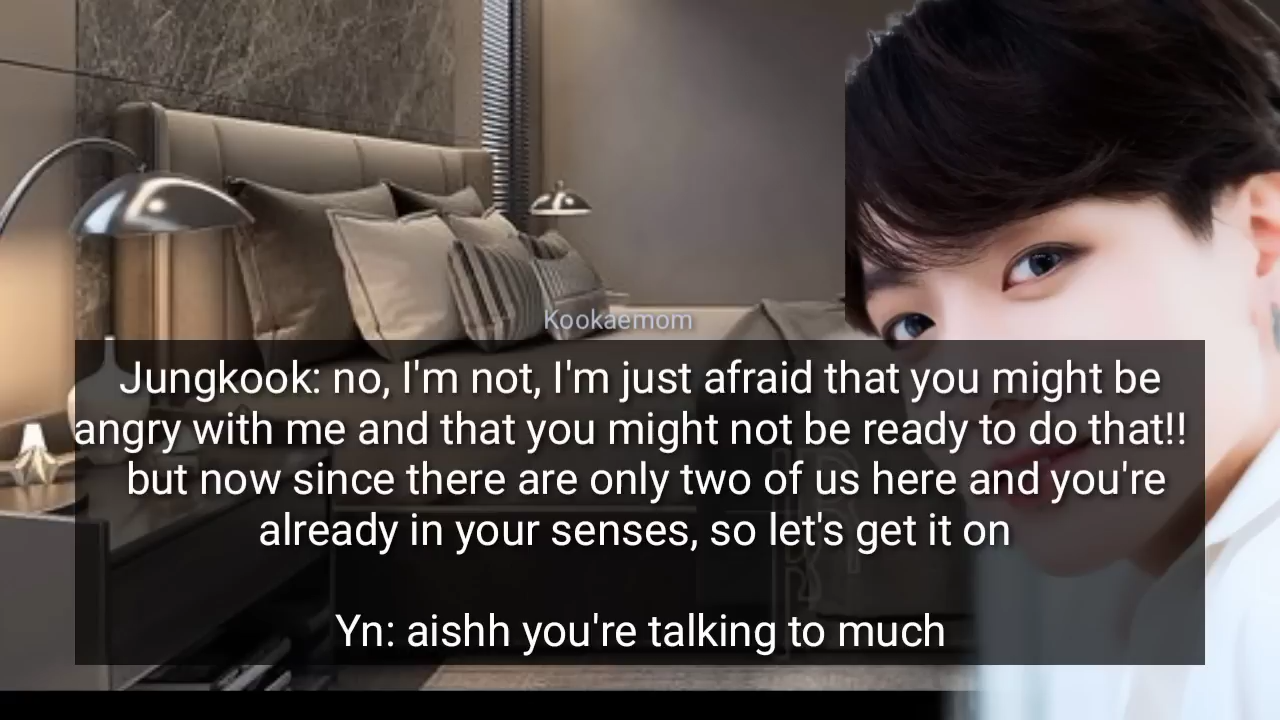 Kookaemom
Jungkook: no, I'm not, I'm just afraid that you might be
angry with me and that you might not be ready to do that!!
but now since there are only two of us here and you're
already in your senses, so let's get it on
Yn: aishh you're talking to much